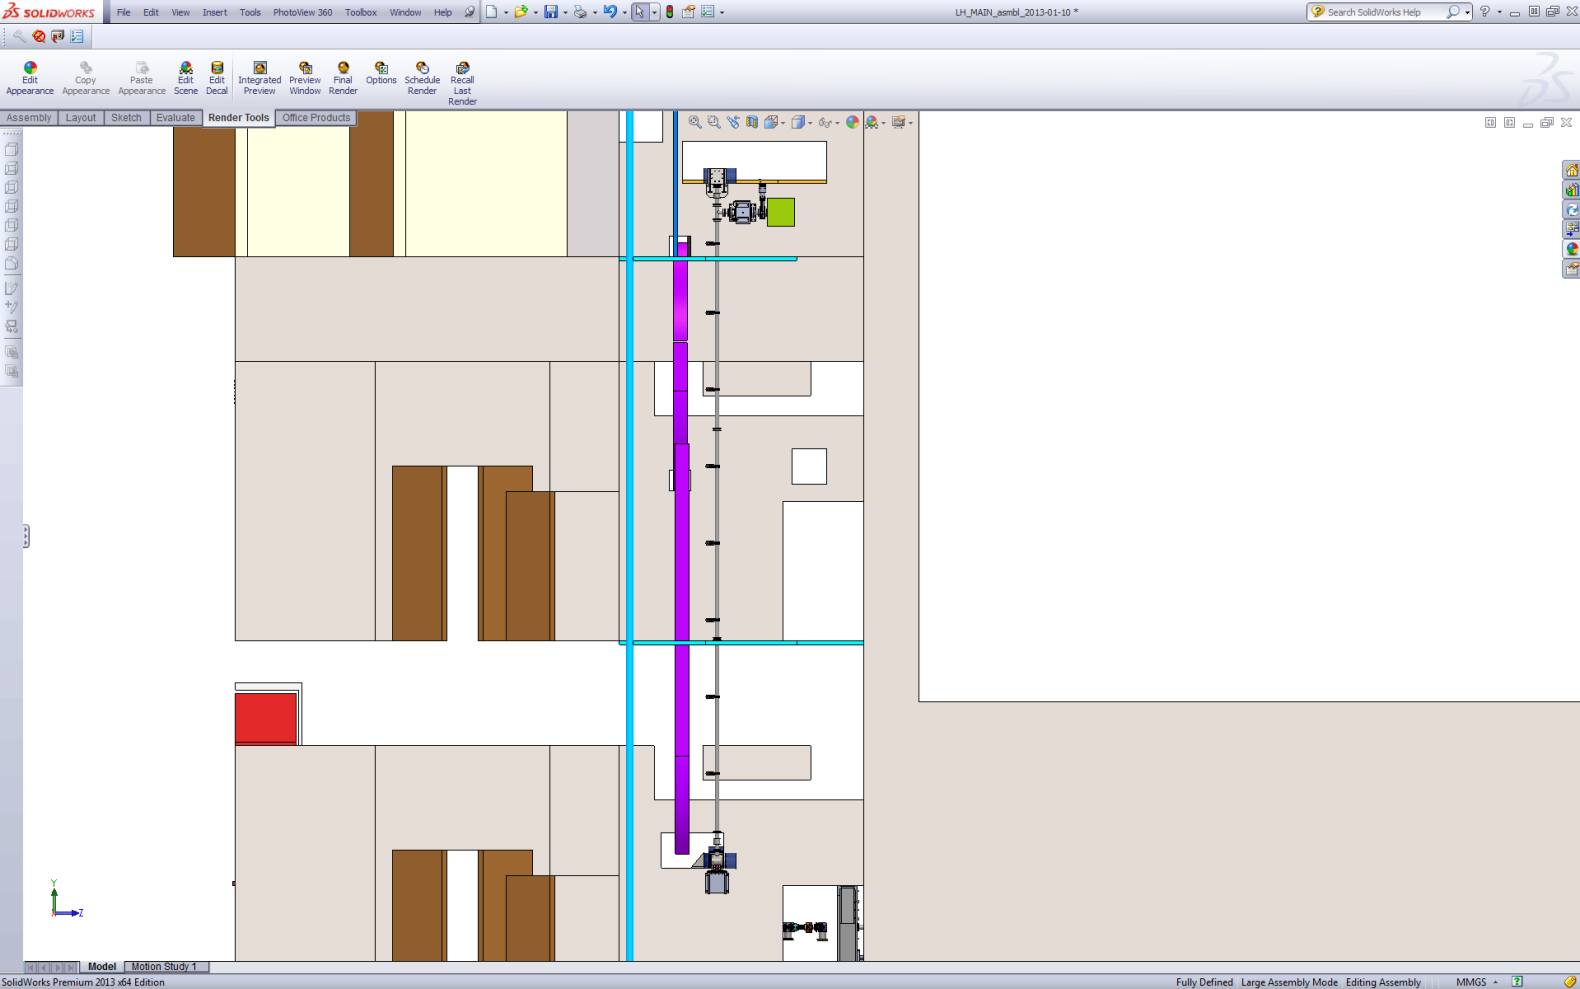 SOLIDWORKS File Edit View Insert Tools PhotoView 360 Toolbox Window Help LH_MAIN_asmbl_2013-01-10 * Search SolidWorks Help
Edit Appearance
Copy Appearance
Paste Appearance
Edit Scene
Edit Decal
Integrated Preview
Preview Window
Final Render
Options
Schedule Render
Recall Last Render
Assembly Layout Sketch Evaluate Render Tools Office Products
Y
Z
Model Motion Study 1
SolidWorks Premium 2013 x64 Edition Fully Defined Large Assembly Mode Editing Assembly MMGS